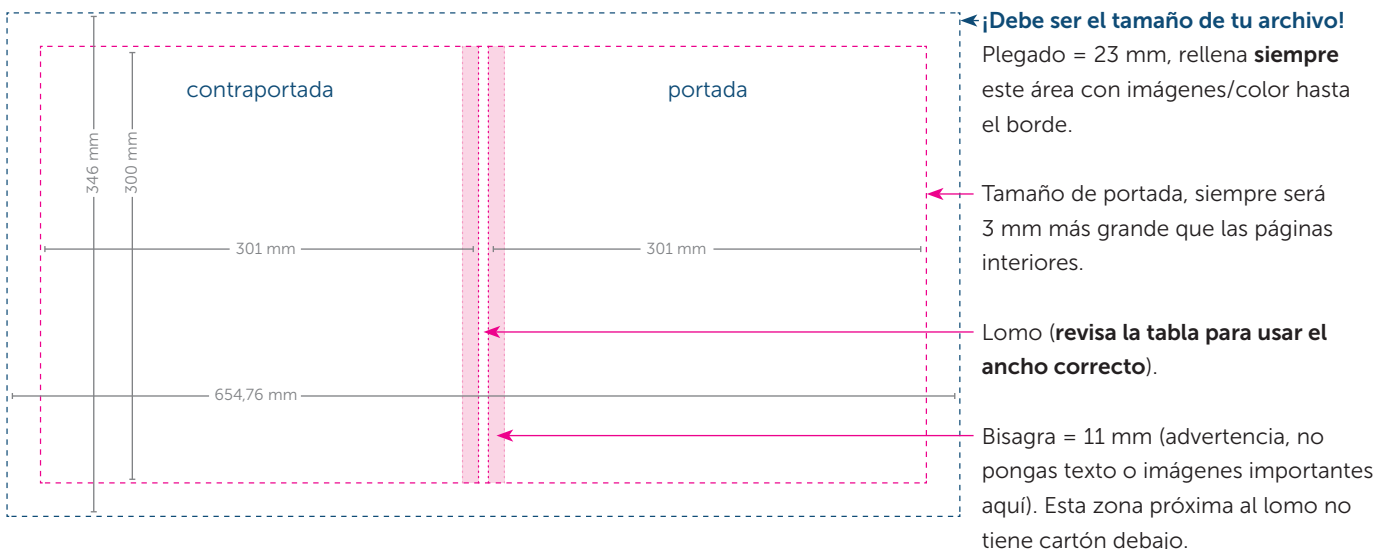 contraportada
portada
346 mm
300 mm
301 mm
301 mm
654,76 mm
¡Debe ser el tamaño de tu archivo!
Plegado = 23 mm, rellena siempre
este área con imágenes/color hasta
el borde.
Tamaño de portada, siempre será
3 mm más grande que las páginas
interiores.
Lomo (revisa la tabla para usar el
ancho correcto).
Bisagra = 11 mm (advertencia, no
pongas texto o imágenes importantes
aquí). Esta zona próxima al lomo no
tiene cartón debajo.